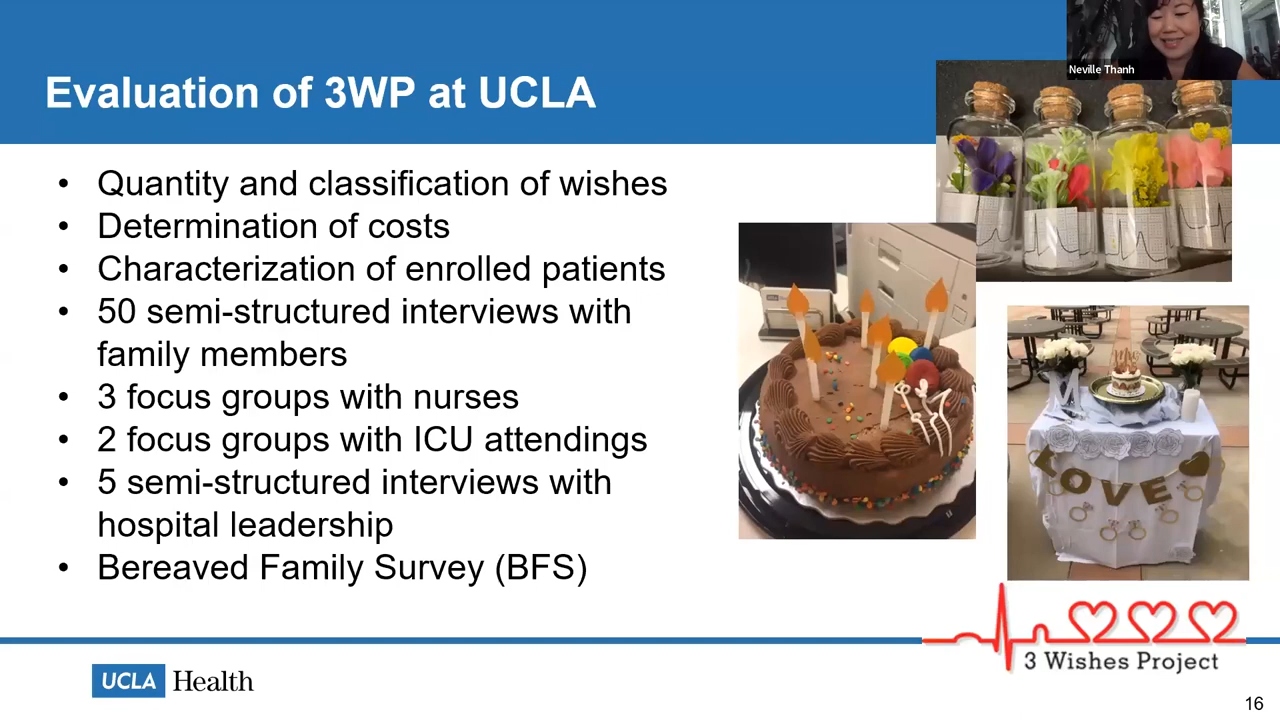 Neville Thanh
Evaluation of 3WP at UCLA
• Quantity and classification of wishes
• Determination of costs
• Characterization of enrolled patients
• 50 semi-structured interviews with
family members
• 3 focus groups with nurses
• 2 focus groups with ICU attendings
• 5 semi-structured interviews with
hospital leadership
• Bereaved Family Survey (BFS)
M
LOVE
3 Wishes Project
UCLA Health
16